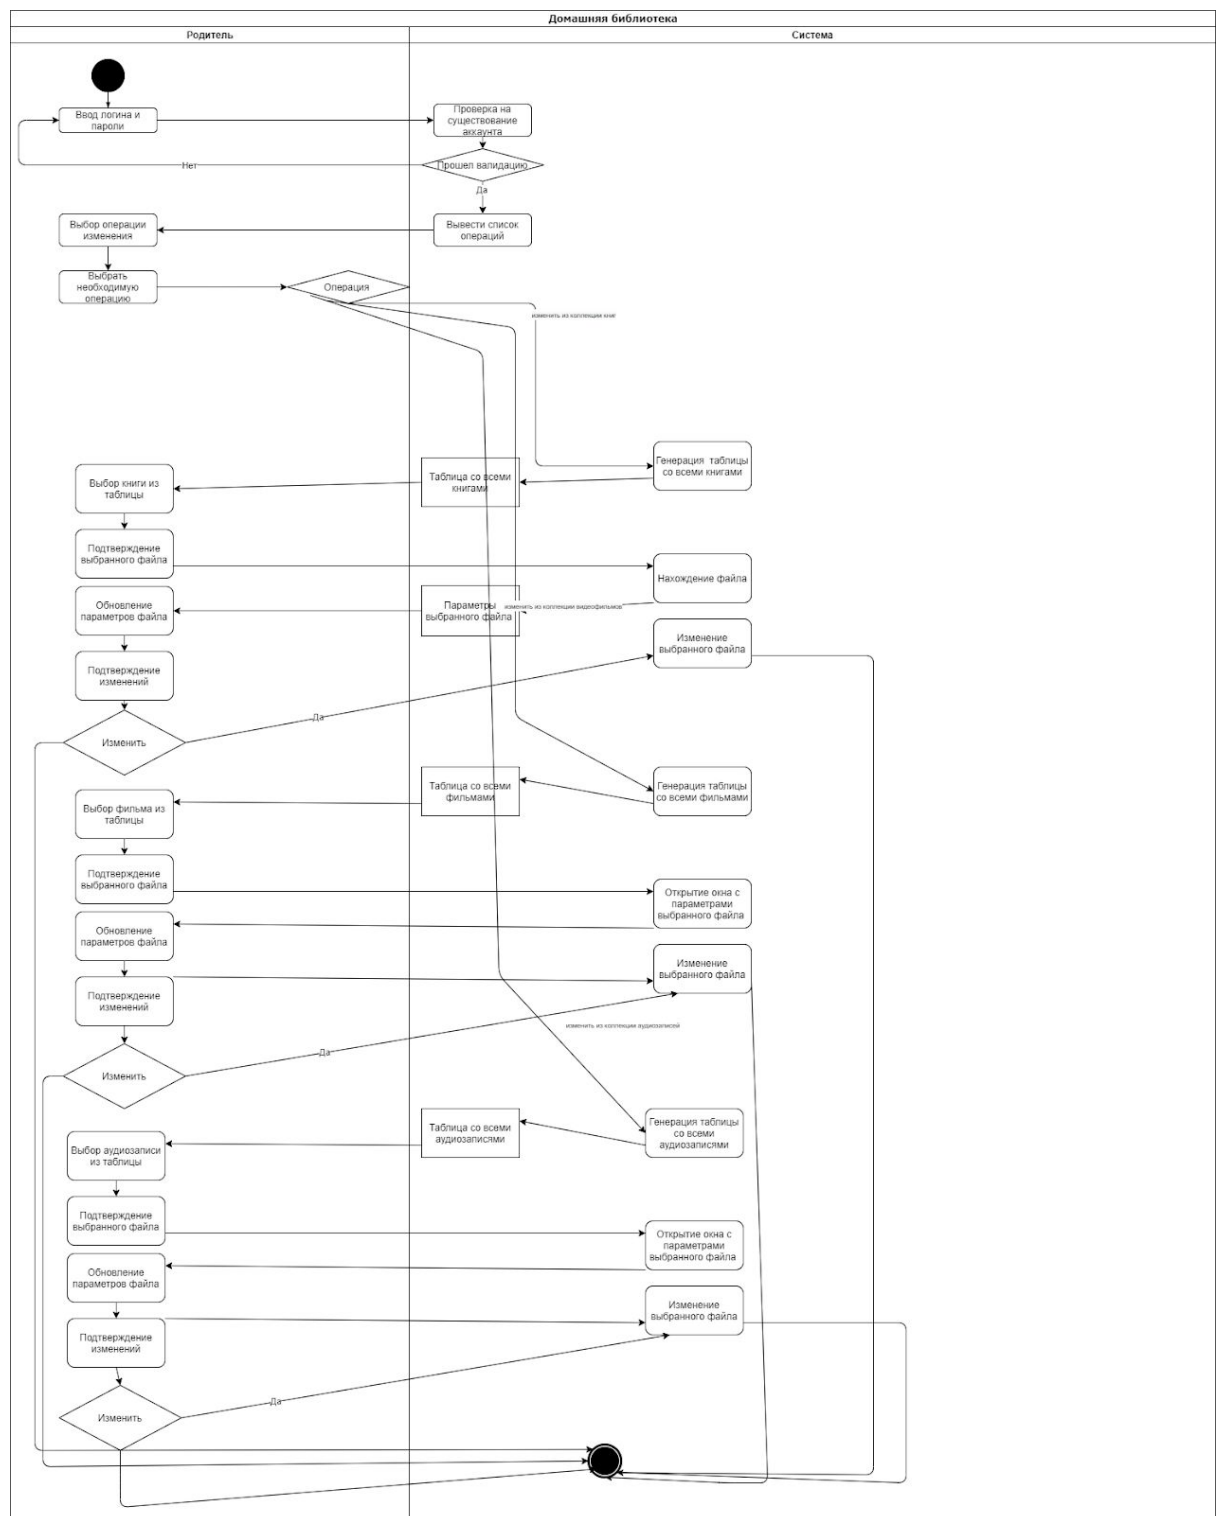 Домашняя библиотека
Родитель
Система
Ввод логина и
пароли
Проверка на
существование
аккаунта
Нет
Прошел валидацию
Да
Выбор операции
изменения
Вывести список
операций
Выбрать
необходимую
операцию
Операция
изменить из коллекции книг
Генерация таблицы
со всеми книгами
Таблица со всеми
книгами
Выбор книги из
таблицы
Подтверждение
выбранного файла
Нахождение файла
Обновление
параметров файла
Параметры
выбранного файла
изменить из коллекции видеофильмов
Изменение
выбранного файла
Подтверждение
изменений
Да
Изменить
Таблица со всеми
фильмами
Генерация таблицы
со всеми фильмами
Выбор фильма из
таблицы
Подтверждение
выбранного файла
Открытие окна с
параметрами
выбранного файла
Обновление
параметров файла
Изменение
выбранного файла
Подтверждение
изменений
изменить из коллекции аудиозаписей
Да
Изменить
Таблица со всеми
аудиозаписями
Генерация таблицы
со всеми
аудиозаписями
Выбор аудиозаписи
из таблицы
Подтверждение
выбранного файла
Открытие окна с
параметрами
выбранного файла
Обновление
параметров файла
Изменение
выбранного файла
Подтверждение
изменений
Да
Изменить